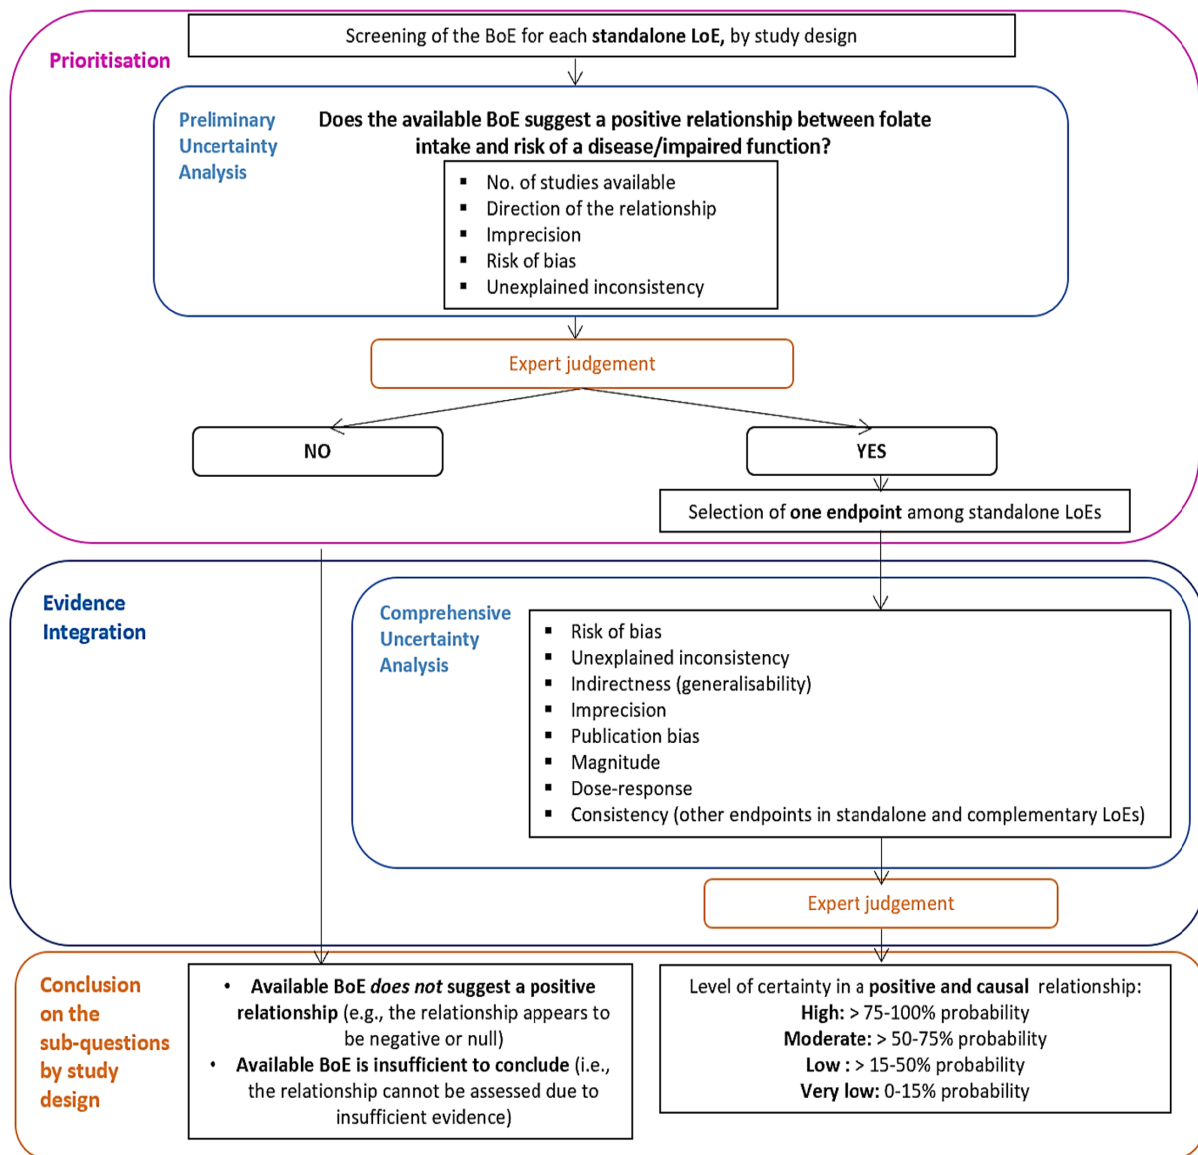 Prioritisation
Screening of the BoE for each standalone LoE, by study design
Preliminary
Uncertainty
Analysis
Does the available BoE suggest a positive relationship between folate
intake and risk of a disease/impaired function?
▪ No. of studies available
▪ Direction of the relationship
▪ Imprecision
▪ Risk of bias
▪ Unexplained inconsistency
Expert judgement
NO
YES
Selection of one endpoint among standalone LoEs
Evidence
Integration
Comprehensive
Uncertainty
Analysis
▪ Risk of bias
▪ Unexplained inconsistency
▪ Indirectness (generalisability)
▪ Imprecision
▪ Publication bias
▪ Magnitude
▪ Dose-response
▪ Consistency (other endpoints in standalone and complementary LoEs)
Expert judgement
Conclusion
on the
sub-questions
by study
design
• Available BoE does not suggest a positive
relationship (e.g., the relationship appears to
be negative or null)
• Available BoE is insufficient to conclude (i.e.,
the relationship cannot be assessed due to
insufficient evidence)
Level of certainty in a positive and causal relationship:
High: > 75-100% probability
Moderate: > 50-75% probability
Low : > 15-50% probability
Very low: 0-15% probability